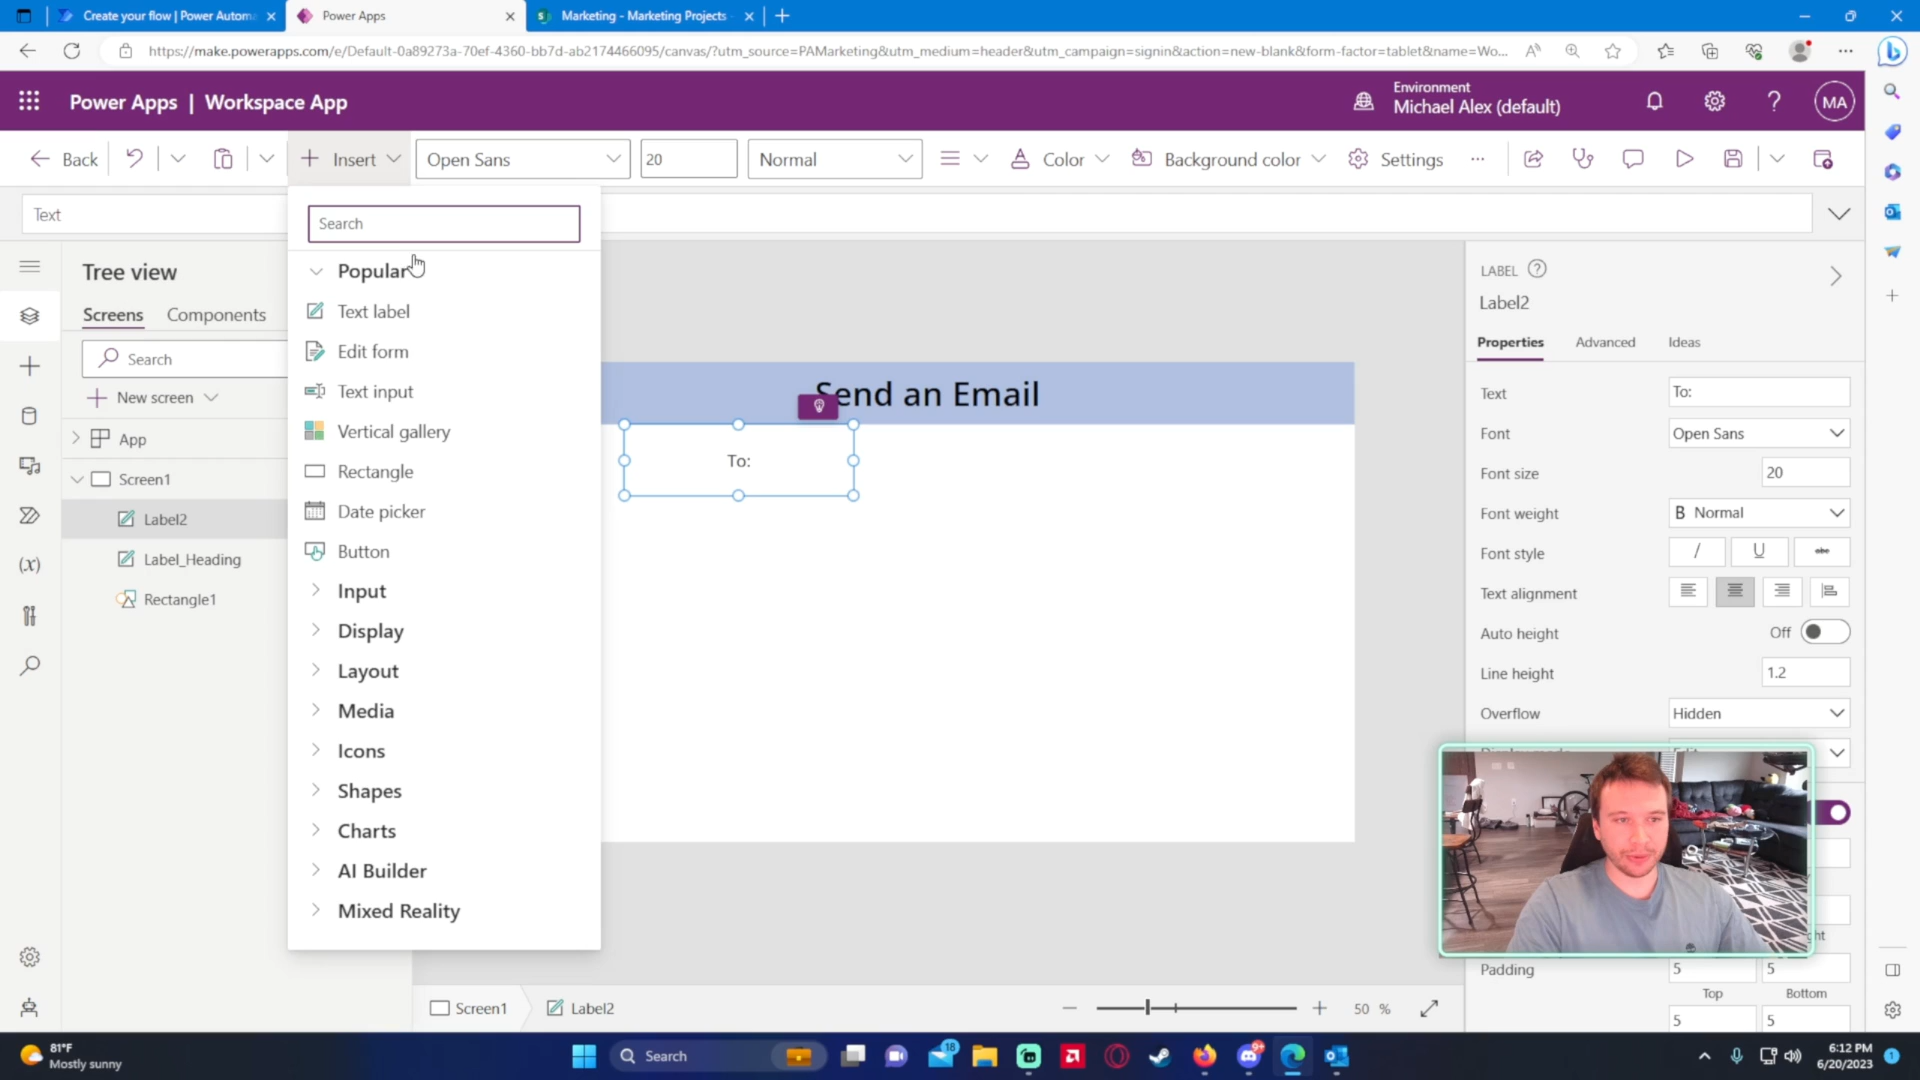 Create your flow | Power Autom
Power Apps
Marketing - Marketing Projects
https://make.powerapps.com/e/Default-0a89273a-70ef-4360-bb7d-ab2174466095/canvas/?utm_source=PAMarketing&utm_medium=header&utm_campaign=signin&action=new-blank&form-factor=tablet&name=Wo...
Power Apps | Workspace App
Environment
Michael Alex (default)
MA
Back
Insert
Open Sans
20
Normal
Color
Background color
Settings
Text
Search
Popular
Text label
Edit form
Text input
Vertical gallery
Rectangle
Date picker
Button
Input
Display
Layout
Media
Icons
Shapes
Charts
AI Builder
Mixed Reality
Tree view
Screens
Components
Search
New screen
App
Screen1
Label2
Label_Heading
Rectangle1
Send an Email
To:
LABEL
Label2
Properties
Advanced
Ideas
Text
To:
Font
Open Sans
Font size
20
Font weight
B Normal
Font style
/ U abc
Text alignment
Auto height
Off
Line height
1.2
Overflow
Hidden
Padding
5
5
Top
Bottom
5
5
Screen1
Label2
50 %
81°F
Mostly sunny
Search
18
9+
6:12 PM
6/20/2023
1